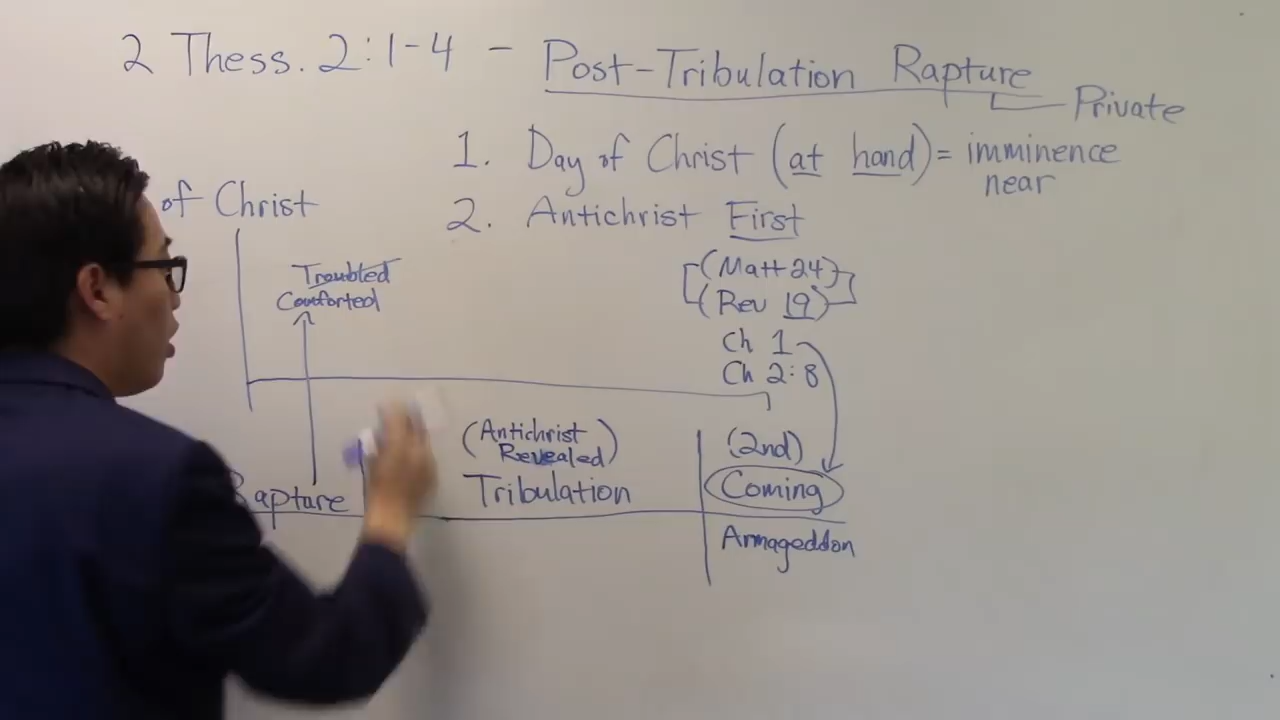 2 Thess. 2:1-4 - Post-Tribulation Rapture
Private
1. Day of Christ (at hand) = imminence
near
of Christ
2. Antichrist First
Troubled
Comforted
(Matt 24)
(Rev 19)
Ch 1
Ch 2:8
(Antichrist
Revealed)
(2nd)
Rapture
Tribulation
Coming
Armageddon